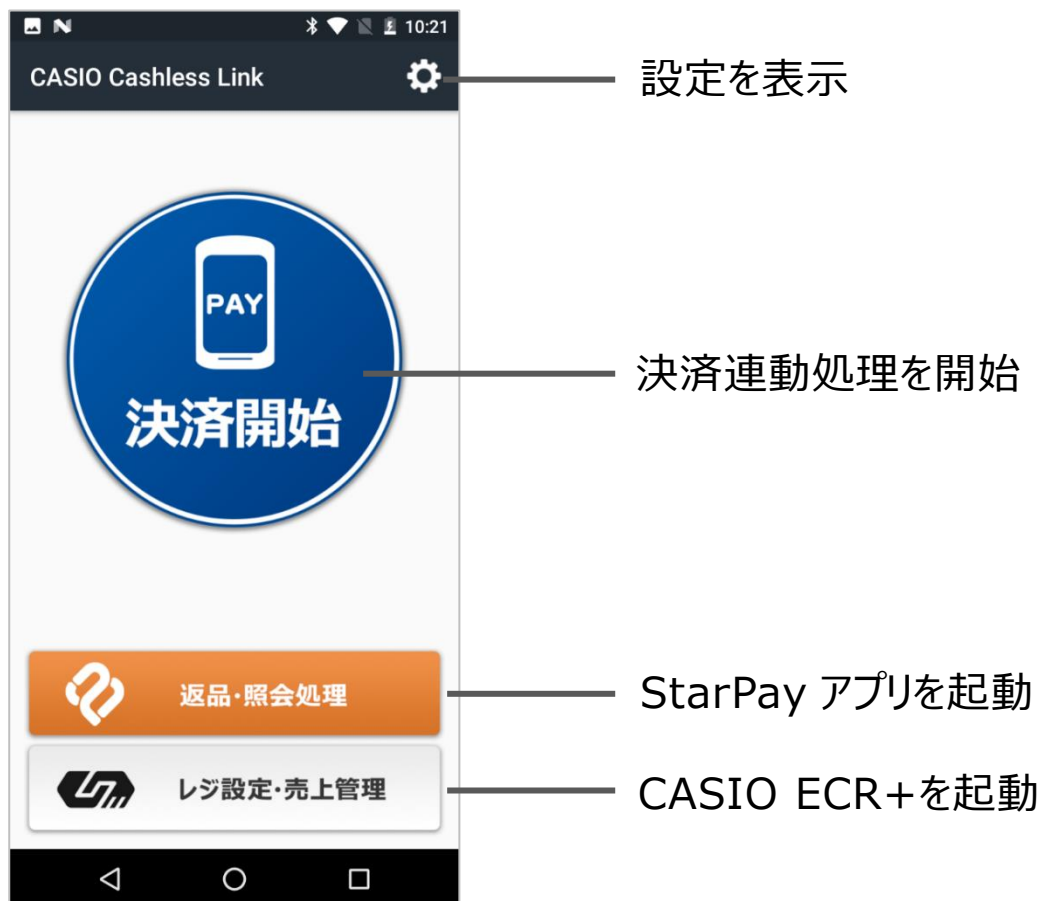 10:21
CASIO Cashless Link
設定を表示
PAY
決済開始
決済連動処理を開始
返品・照会処理
StarPay アプリを起動
レジ設定・売上管理
CASIO ECR+を起動